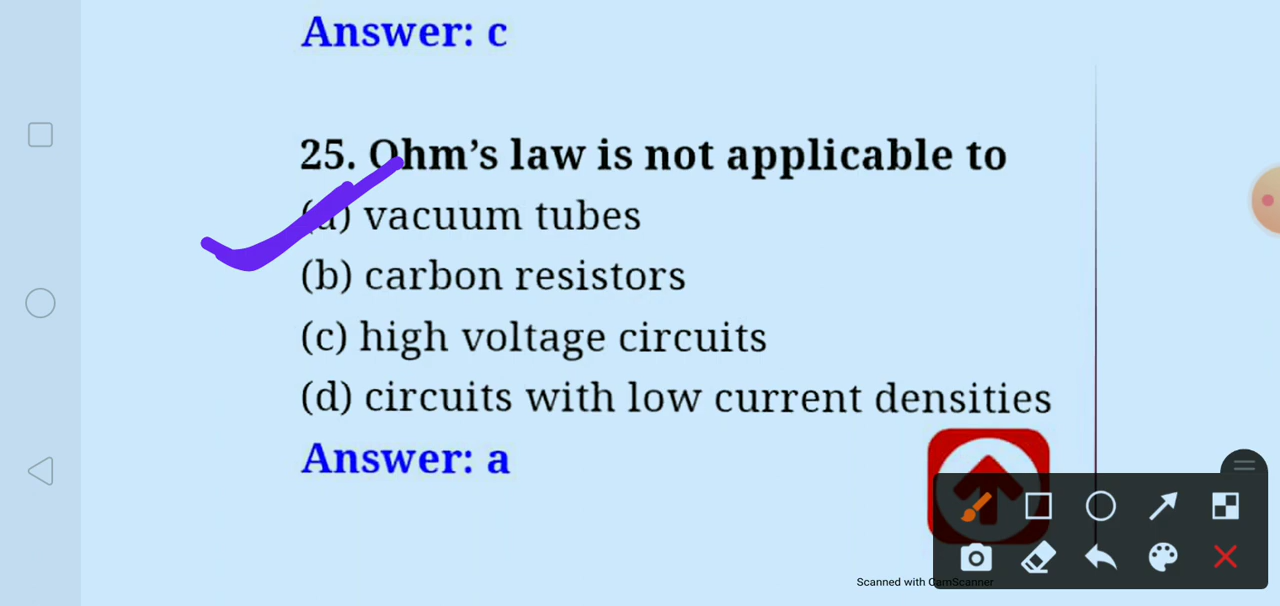 Answer: c
25. Ohm's law is not applicable to
(a) vacuum tubes
(b) carbon resistors
(c) high voltage circuits
(d) circuits with low current densities
Answer: a
Scanned with CamScanner